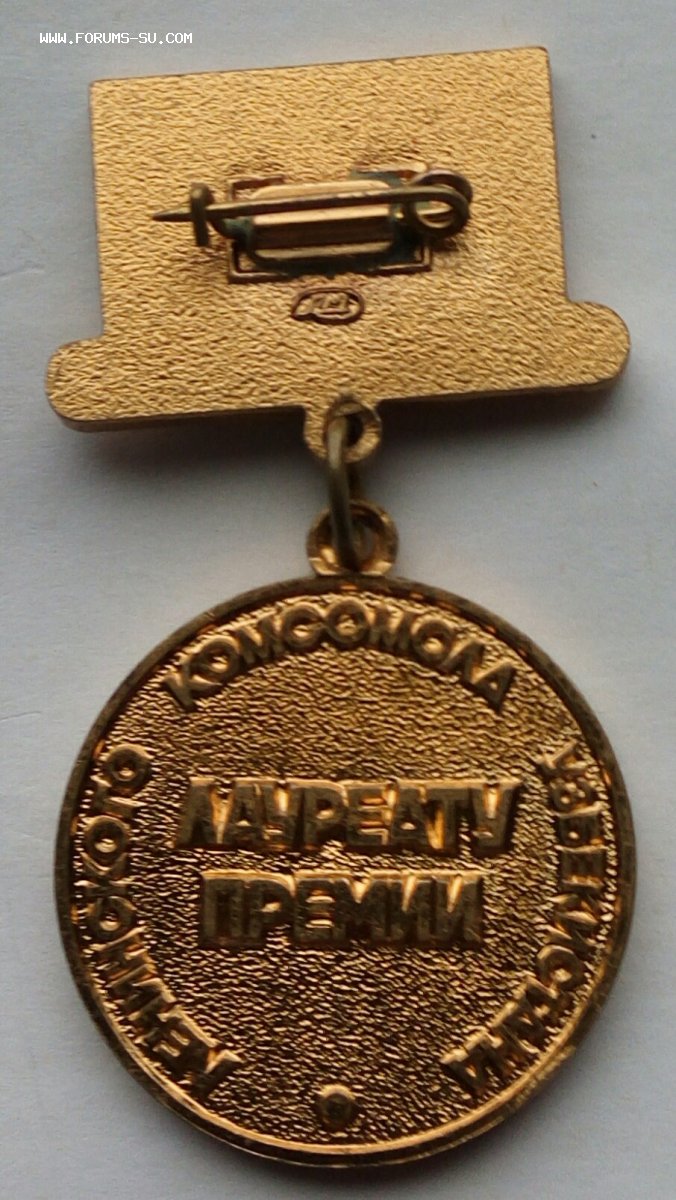 WWW.FORUMS-SU.COM
ЛЕНИНСКОГО КОМСОМОЛА УЗБЕКИСТАНА
ЛАУРЕАТУ
ПРЕМИИ